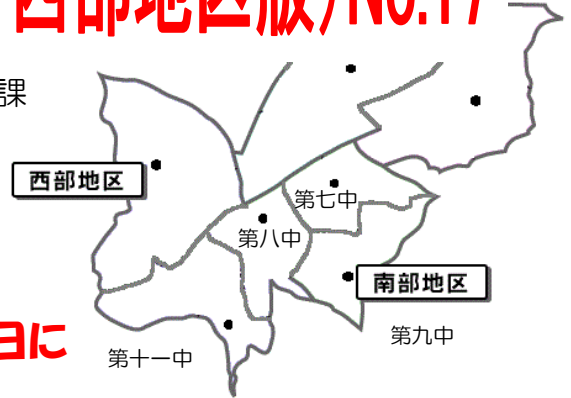 西部地区版)No.17
課
西部地区
第七中
第八中
南部地区
第九中
日に
第十一中